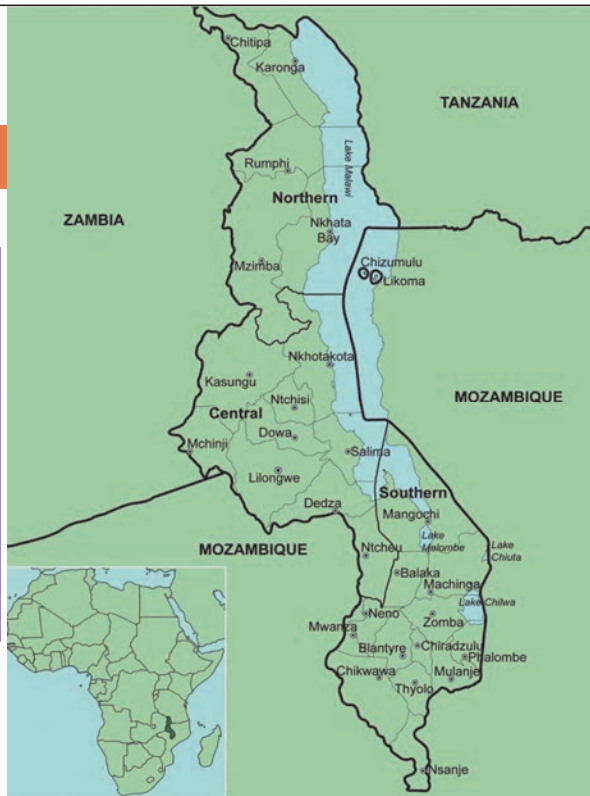 Chitipa
Karonga
TANZANIA
Lake Malawi
Rumphi
Northern
ZAMBIA
Nkhata
Bay
Mzimba
Chizumulu
Likoma
Nkhotakota
Kasungu
Ntchisi
MOZAMBIQUE
Central
Dowa
Mchinji
Salima
Lilongwe
Southern
Dedza
Mangochi
MOZAMBIQUE
Lake
Melombe
Lake
Chiuta
Ntcheu
Balaka
Machinga
Lake Chilwa
Neno
Zomba
Mwanza
Blantyre
Chiradzulu
Phalombe
Chikwawa
Mulanje
Thyolo
Nsanje